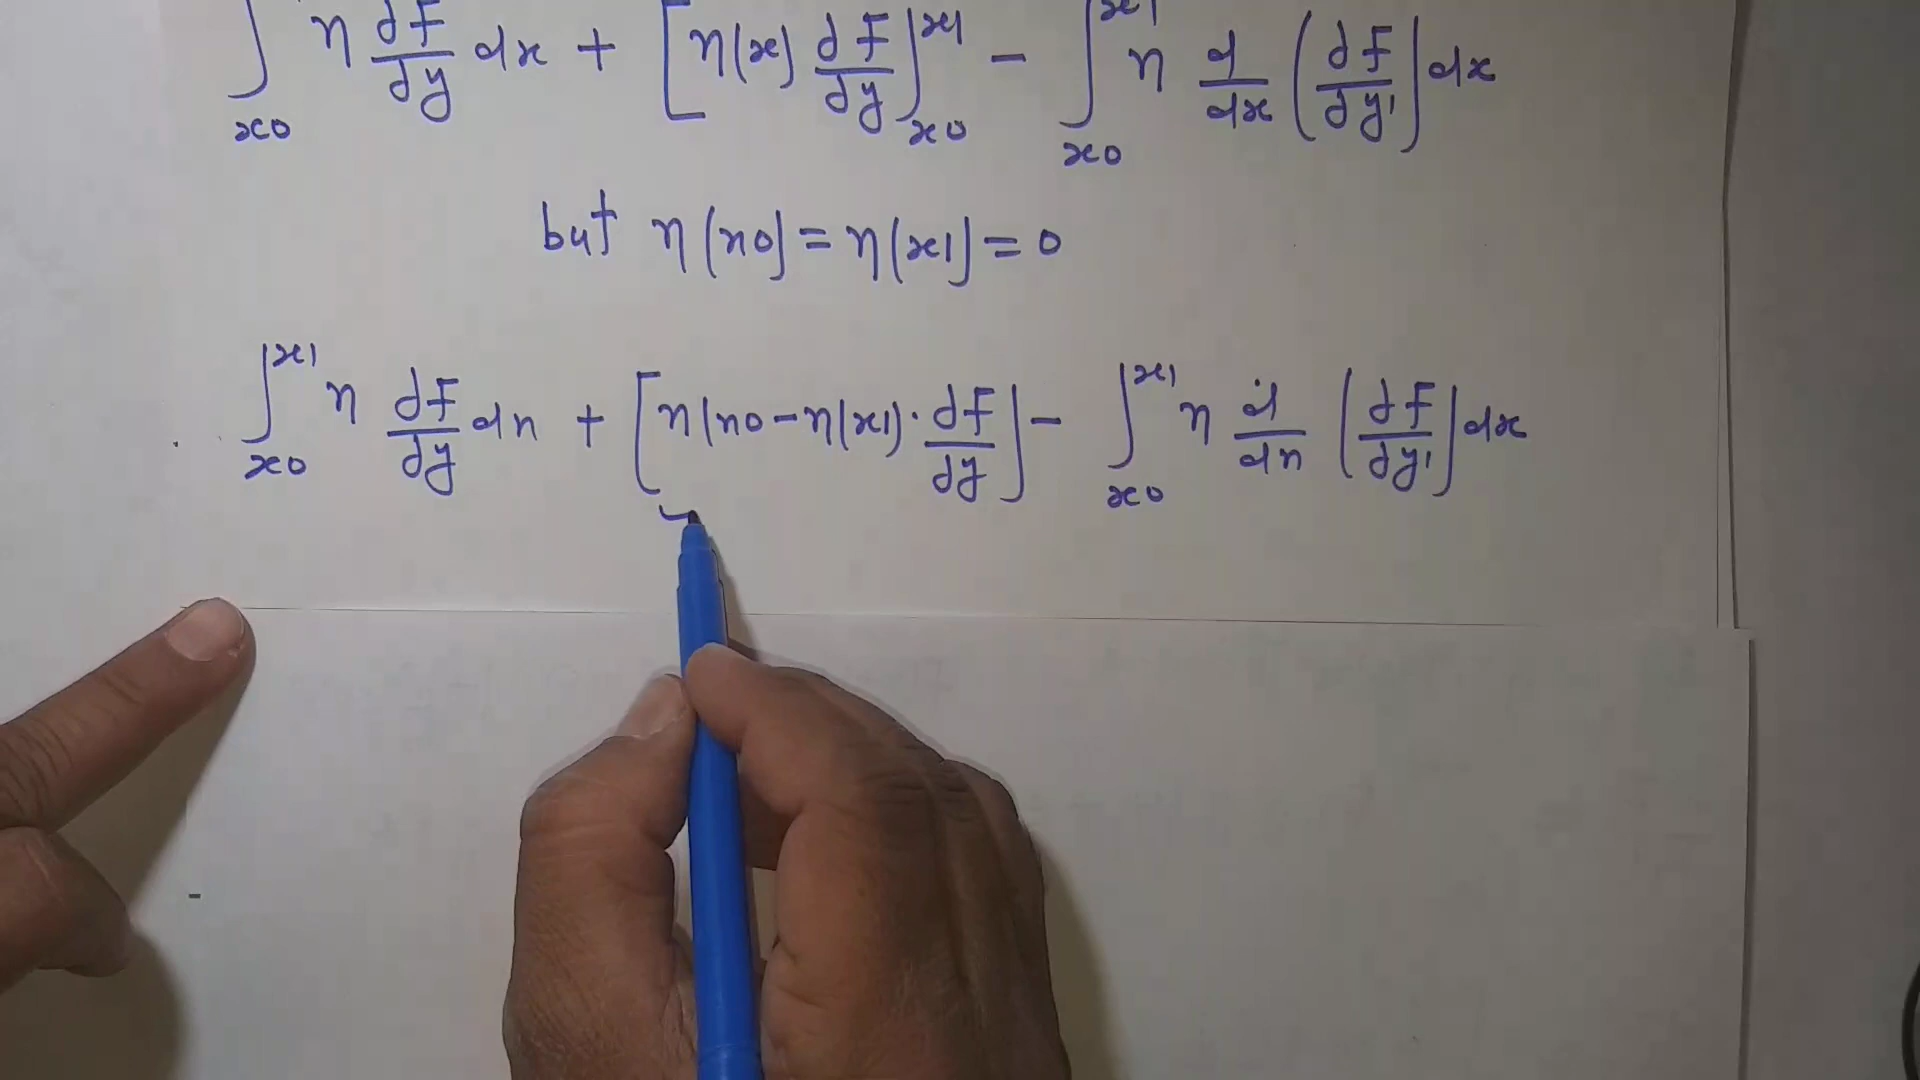 ∫x0 η ∂F/∂y dx + [η(x) ∂F/∂y]x0^x1 - ∫x0^x1 η d/dx (∂F/∂y') dx
but η(x0) = η(x1) = 0
∫x0^x1 η ∂F/∂y dx + [η(x0 - η(x1)· ∂F/∂y] - ∫x0^x1 η d/dx (∂F/∂y') dx